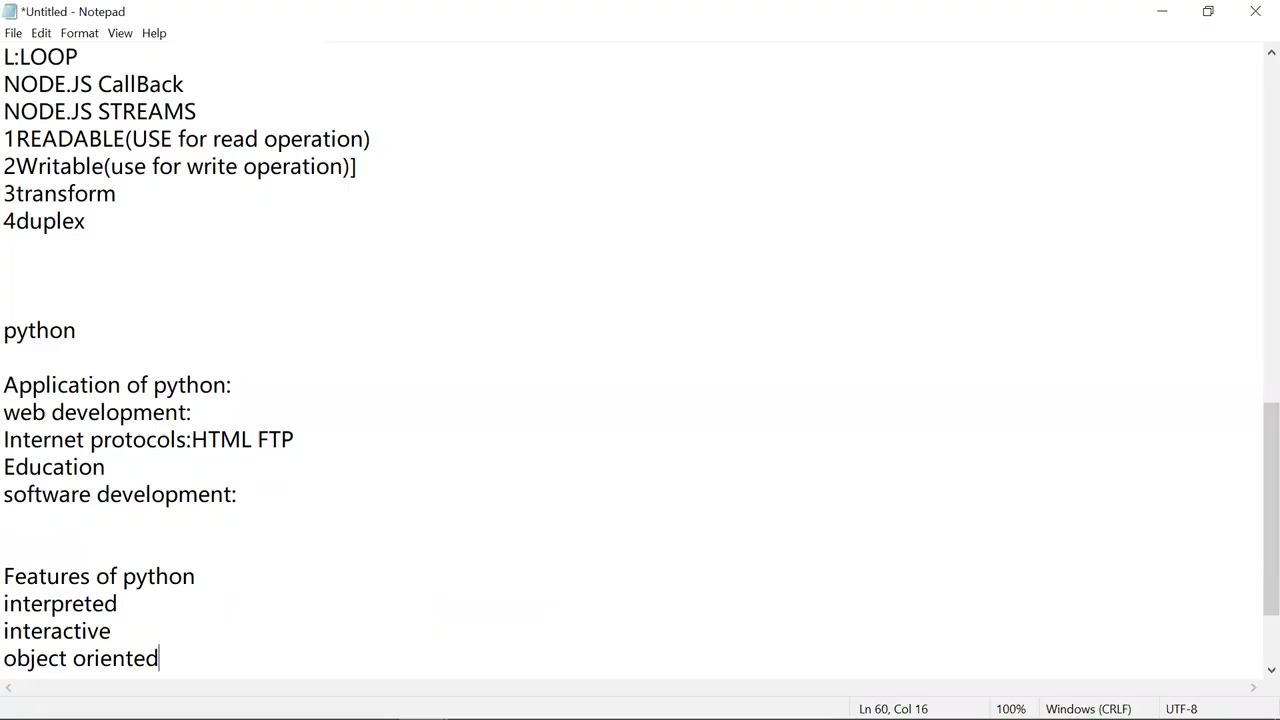 *Untitled - Notepad
File Edit Format View Help
L:LOOP
NODE.JS CallBack
NODE.JS STREAMS
1READABLE(USE for read operation)
2Writable(use for write operation)]
3transform
4duplex
python
Application of python:
web development:
Internet protocols:HTML FTP
Education
software development:
Features of python
interpreted
interactive
object oriented
Ln 60, Col 16 100% Windows (CRLF) UTF-8